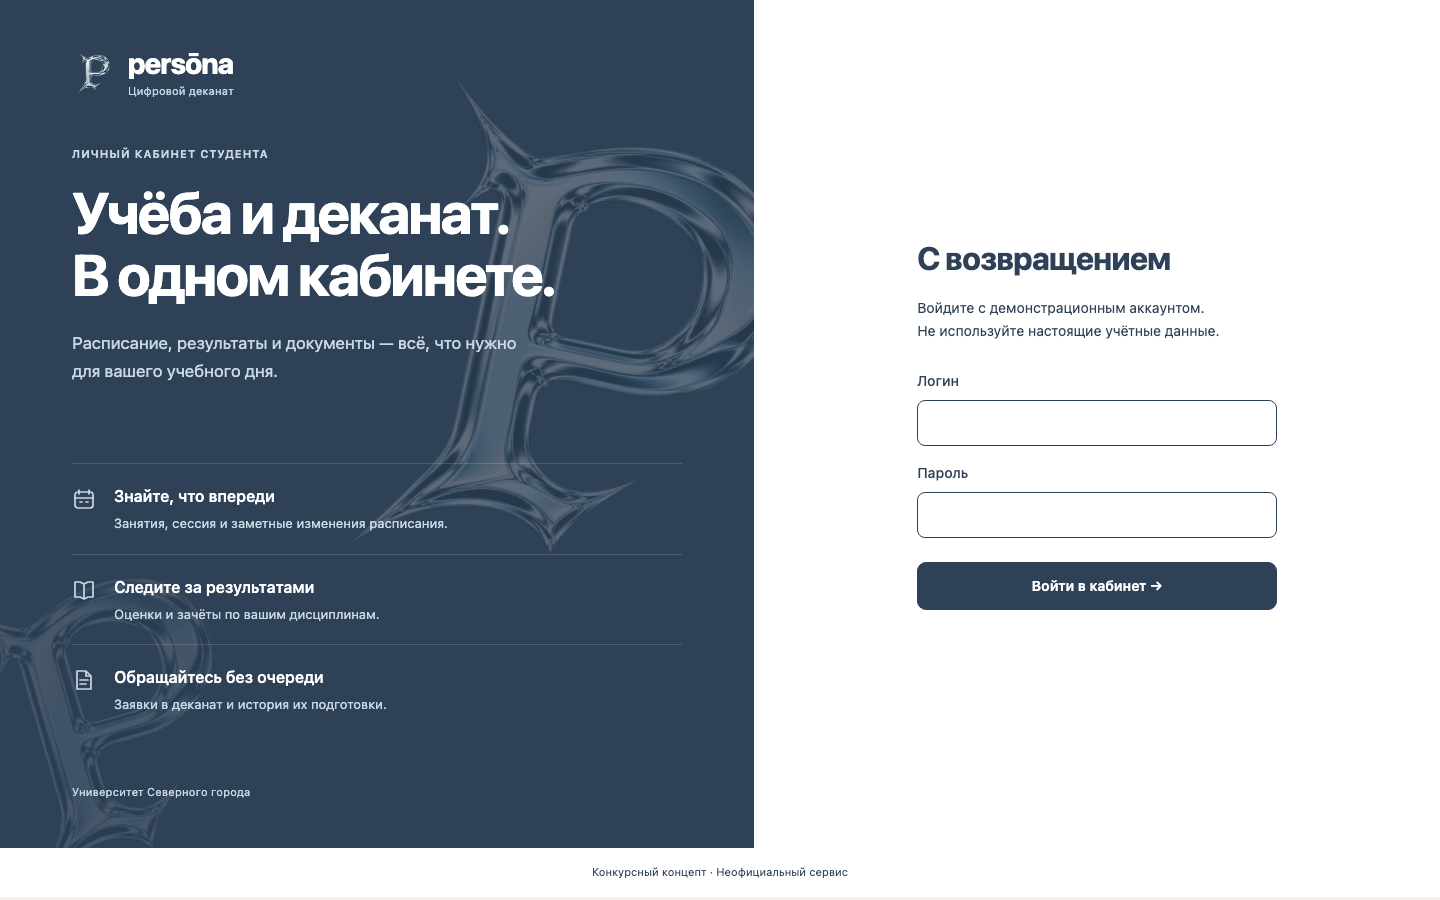 persōna
Цифровой деканат
ЛИЧНЫЙ КАБИНЕТ СТУДЕНТА
Учёба и деканат.
В одном кабинете.
Расписание, результаты и документы — всё, что нужно
для вашего учебного дня.
Знайте, что впереди
Занятия, сессия и заметные изменения расписания.
Следите за результатами
Оценки и зачёты по вашим дисциплинам.
Обращайтесь без очереди
Заявки в деканат и история их подготовки.
Университет Северного города
С возвращением
Войдите с демонстрационным аккаунтом.
Не используйте настоящие учётные данные.
Логин
Пароль
Войти в кабинет →
Конкурсный концепт · Неофициальный сервис